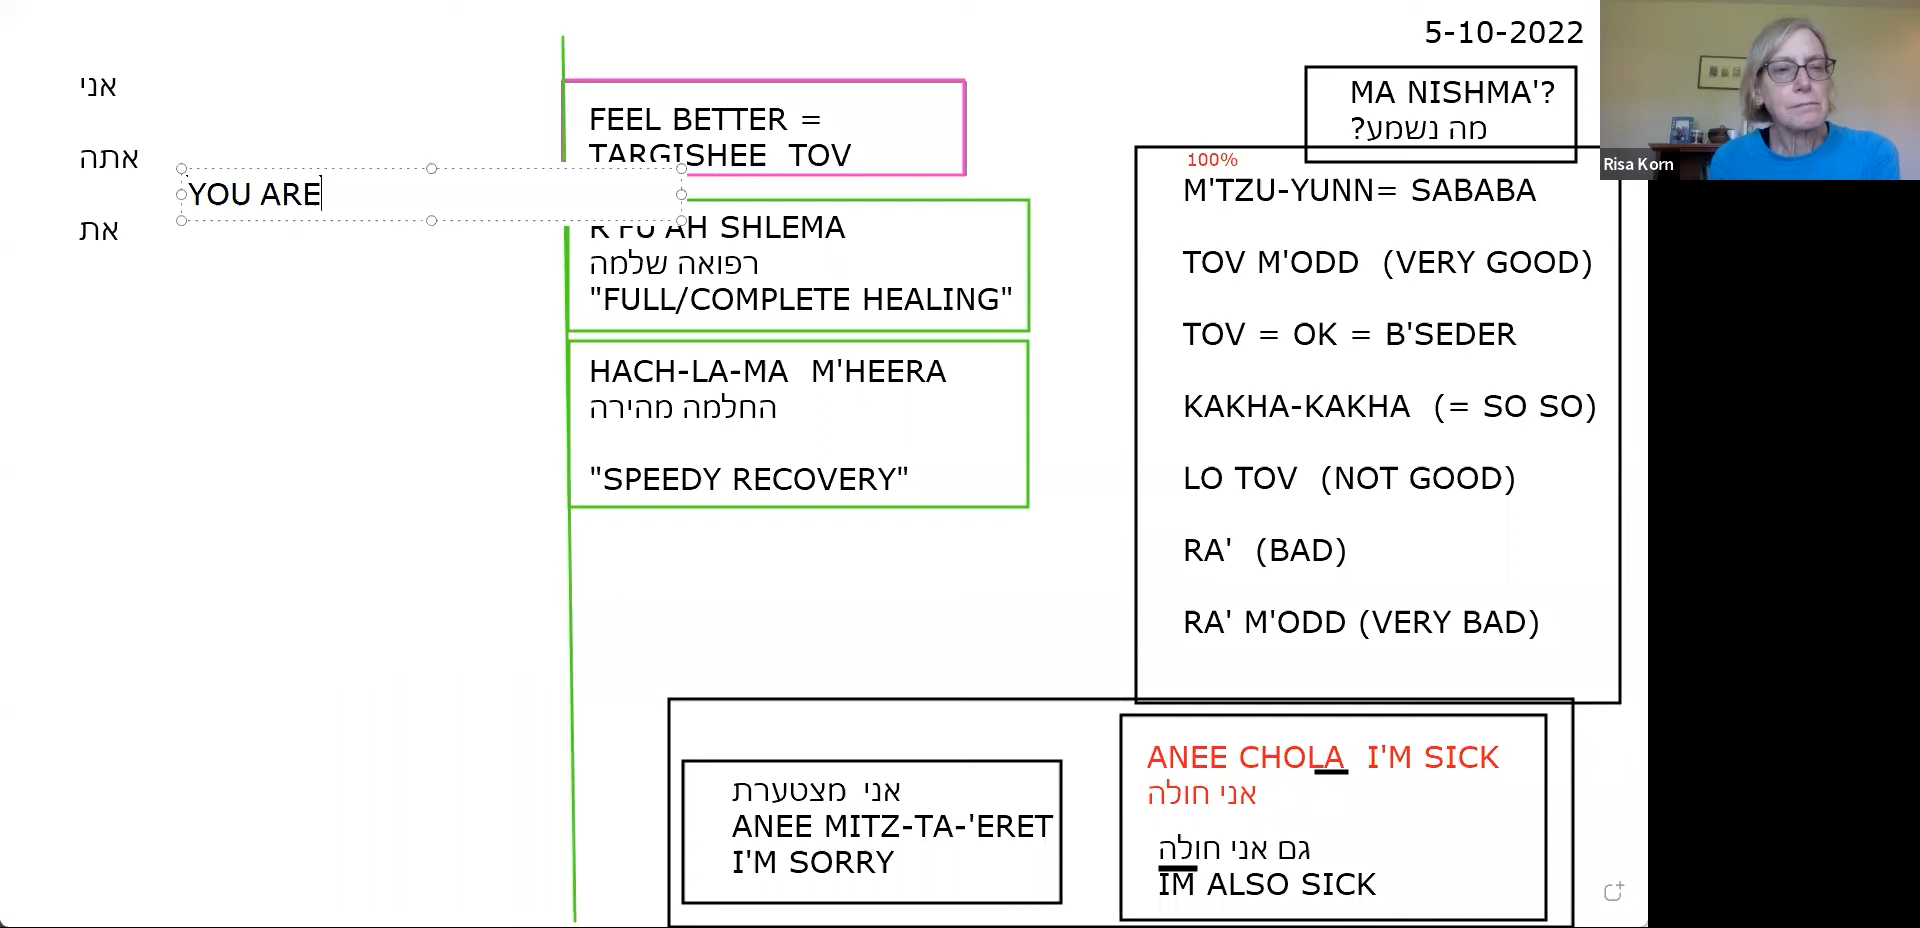 5-10-2022
אני
אתה
YOU ARE
את
FEEL BETTER =
TARGISHEE TOV
R'FU'AH SHLEMA
רפואה שלמה
"FULL/COMPLETE HEALING"
HACH-LA-MA M'HEERA
החלמה מהירה
"SPEEDY RECOVERY"
MA NISHMA'?
מה נשמע?
100%
M'TZU-YUNN= SABABA
TOV M'ODD (VERY GOOD)
TOV = OK = B'SEDER
KAKHA-KAKHA (= SO SO)
LO TOV (NOT GOOD)
RA' (BAD)
RA' M'ODD (VERY BAD)
אני מצטערת
ANEE MITZ-TA-'ERET
I'M SORRY
ANEE CHOLA I'M SICK
אני חולה
גם אני חולה
IM ALSO SICK
Risa Korn